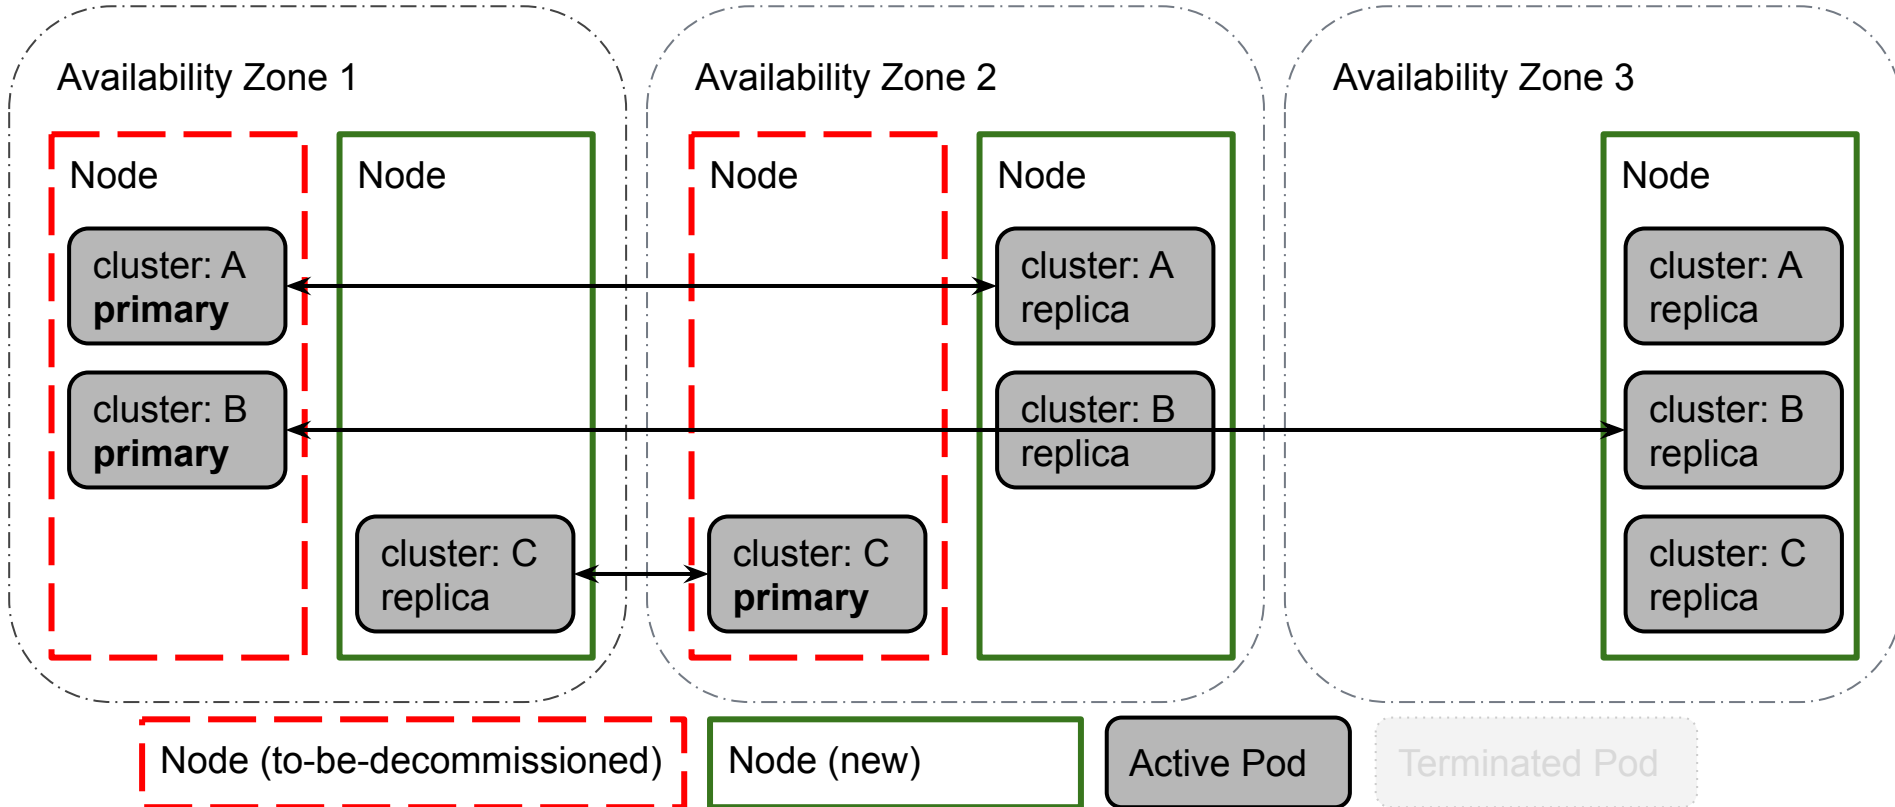 Availability Zone 1
Availability Zone 2
Availability Zone 3
Node
Node
Node
Node
Node
cluster: A
primary
cluster: A
replica
cluster: A
replica
cluster: B
primary
cluster: B
replica
cluster: B
replica
cluster: C
replica
cluster: C
primary
cluster: C
replica
Node (to-be-decommissioned)
Node (new)
Active Pod
Terminated Pod